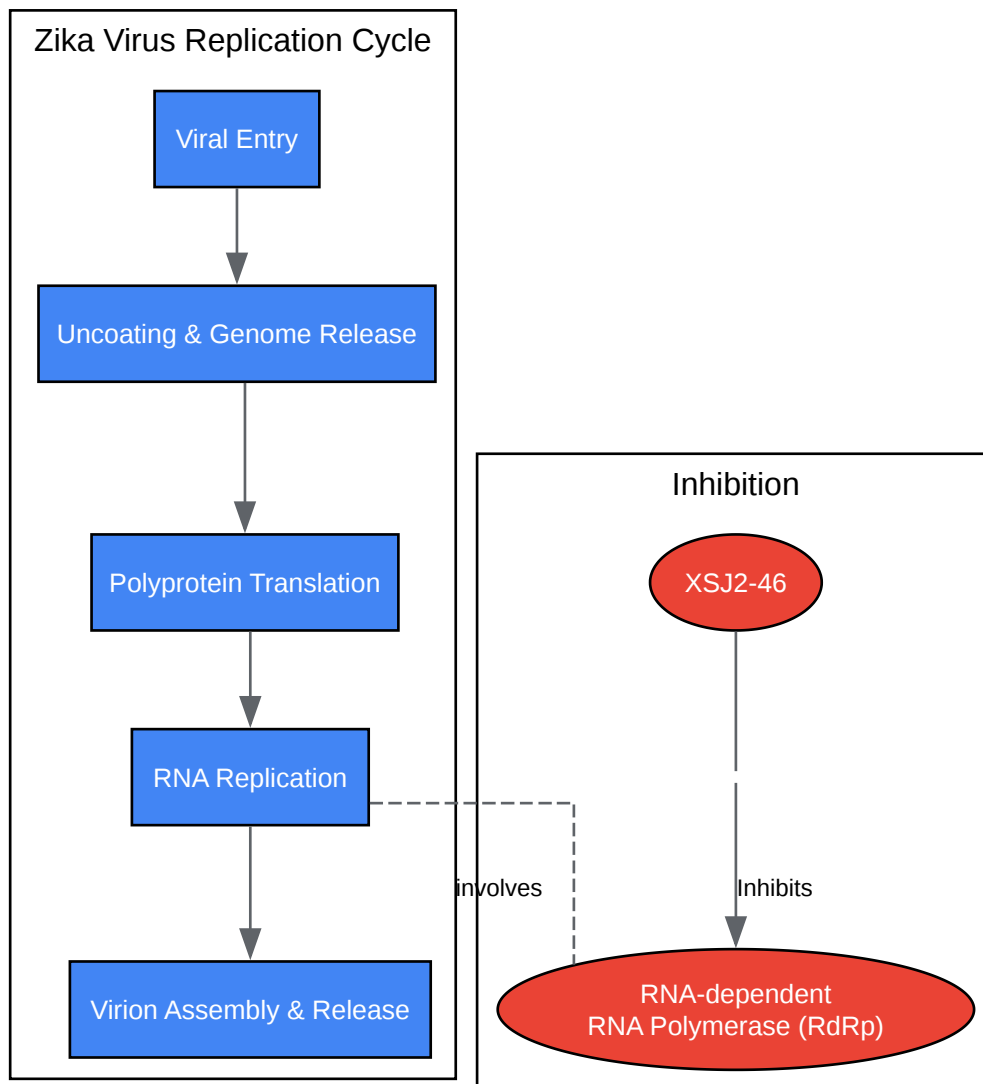 Zika Virus Replication Cycle
Viral Entry
Uncoating & Genome Release
Polyprotein Translation
RNA Replication
Virion Assembly & Release
involves
Inhibition
XSJ2-46
Inhibits
RNA-dependent
RNA Polymerase (RdRp)